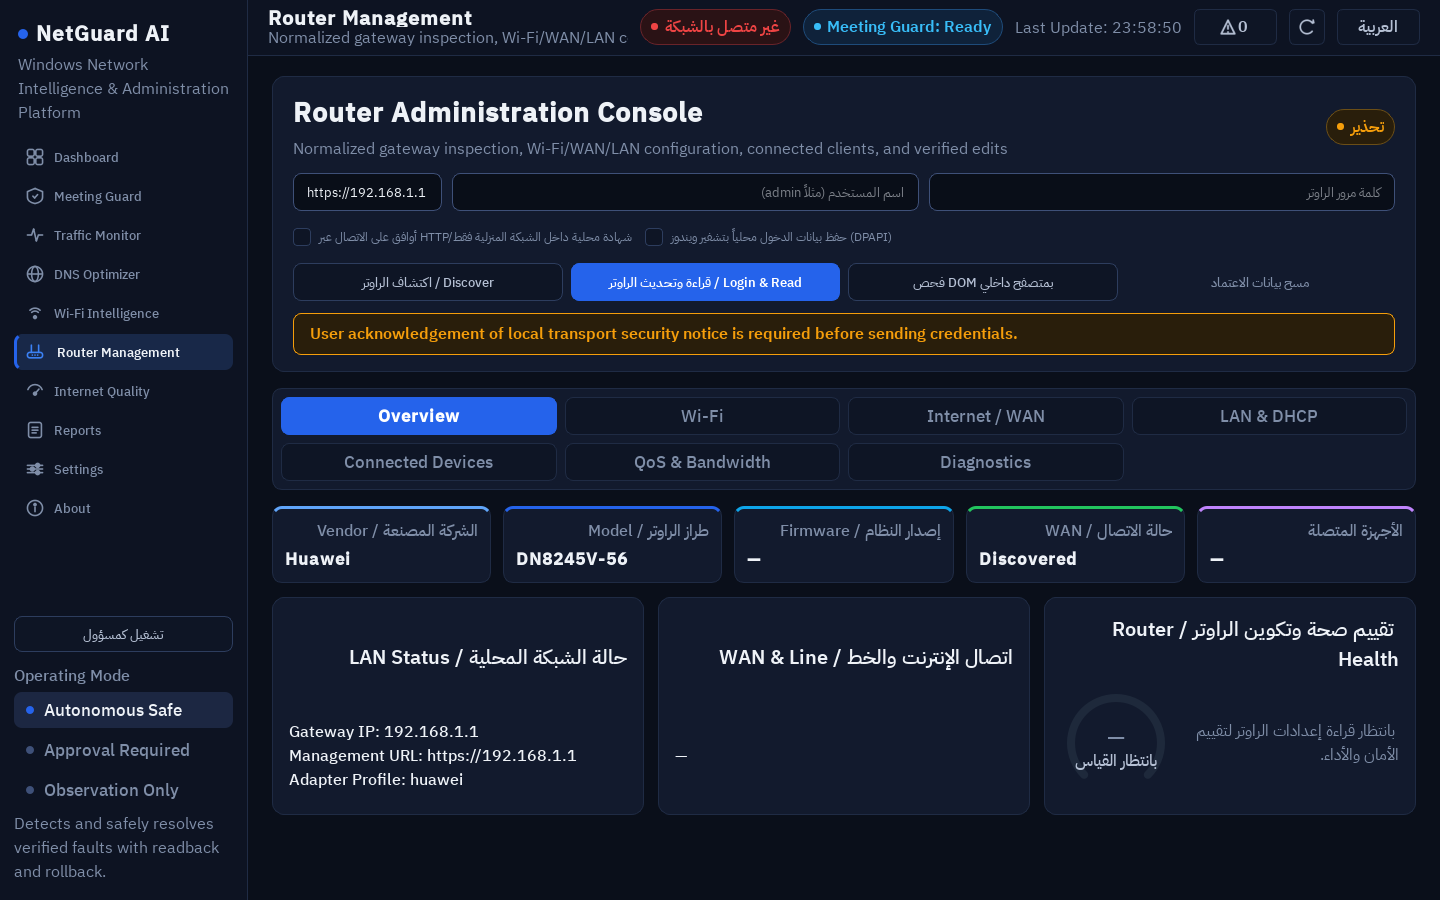 NetGuard AI
Windows Network
Intelligence & Administration
Platform
Dashboard
Meeting Guard
Traffic Monitor
DNS Optimizer
Wi-Fi Intelligence
Router Management
Internet Quality
Reports
Settings
About
تشغيل كمسؤول
Operating Mode
Autonomous Safe
Approval Required
Observation Only
Detects and safely resolves
verified faults with readback
and rollback.
Router Management
Normalized gateway inspection, Wi-Fi/WAN/LAN c
غير متصل بالشبكة
Meeting Guard: Ready
Last Update: 23:58:50
0
العربية
Router Administration Console
Normalized gateway inspection, Wi-Fi/WAN/LAN configuration, connected clients, and verified edits
تحذير
https://192.168.1.1
اسم المستخدم (مثلاً admin)
كلمة مرور الراوتر
أوافق على الاتصال عبر HTTP/شهادة محلية داخل الشبكة المنزلية فقط
حفظ بيانات الدخول محلياً بتشفير ويندوز (DPAPI)
اكتشاف الراوتر / Discover
قراءة وتحديث الراوتر / Login & Read
فحص DOM بمتصفح داخلي
مسح بيانات الاعتماد
User acknowledgement of local transport security notice is required before sending credentials.
Overview
Wi-Fi
Internet / WAN
LAN & DHCP
Connected Devices
QoS & Bandwidth
Diagnostics
الشركة المصنعة / Vendor
Huawei
طراز الراوتر / Model
DN8245V-56
إصدار النظام / Firmware
—
حالة الاتصال / WAN
Discovered
الأجهزة المتصلة
—
حالة الشبكة المحلية / LAN Status
Gateway IP: 192.168.1.1
Management URL: https://192.168.1.1
Adapter Profile: huawei
اتصال الإنترنت والخط / WAN & Line
—
تقييم صحة وتكوين الراوتر / Router
Health
—
بانتظار القياس
بانتظار قراءة إعدادات الراوتر لتقييم
الأمان والأداء.